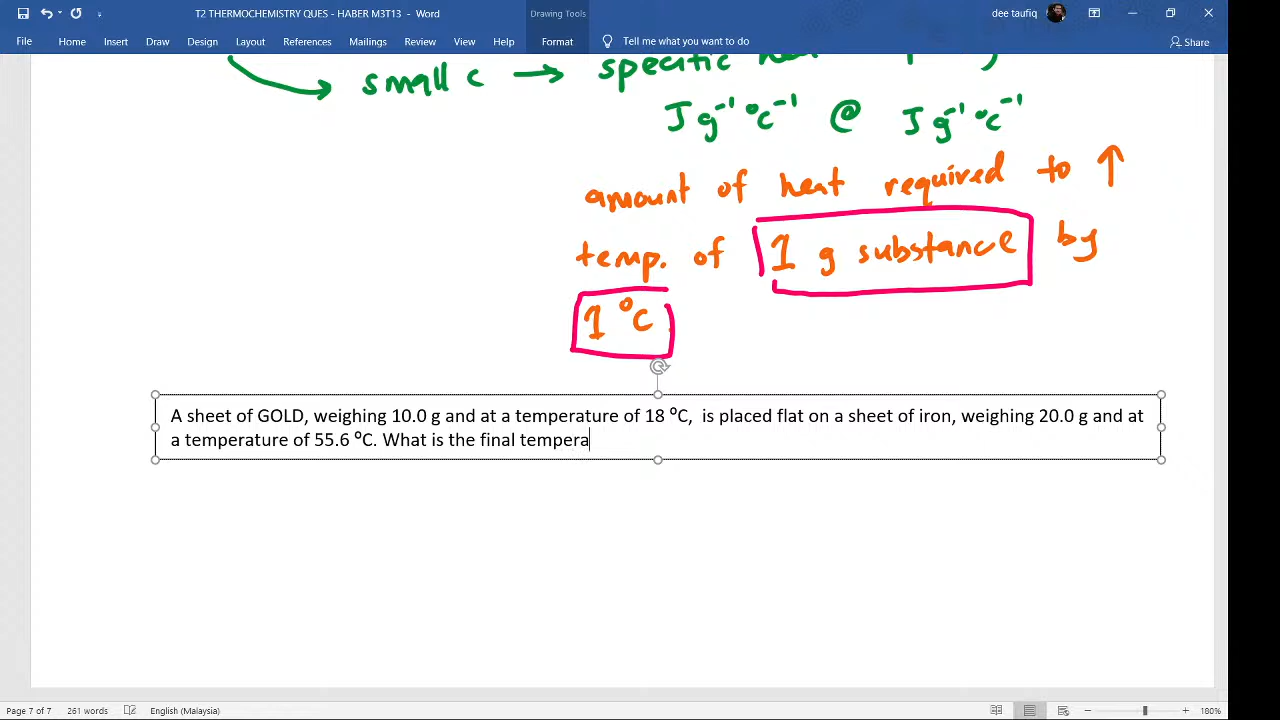 T2 THERMOCHEMISTRY QUES - HABER M3T13 - Word
Drawing Tools
dee taufiq
File Home Insert Draw Design Layout References Mailings Review View Help Format Tell me what you want to do Share
small c → specific
J g⁻¹ °C⁻¹ @ J g⁻¹ °C⁻¹
amount of heat required to ↑
temp. of 1 g substance by
1 °C
A sheet of GOLD, weighing 10.0 g and at a temperature of 18 ⁰C, is placed flat on a sheet of iron, weighing 20.0 g and at
a temperature of 55.6 ⁰C. What is the final tempera
Page 7 of 7 261 words English (Malaysia) 180%